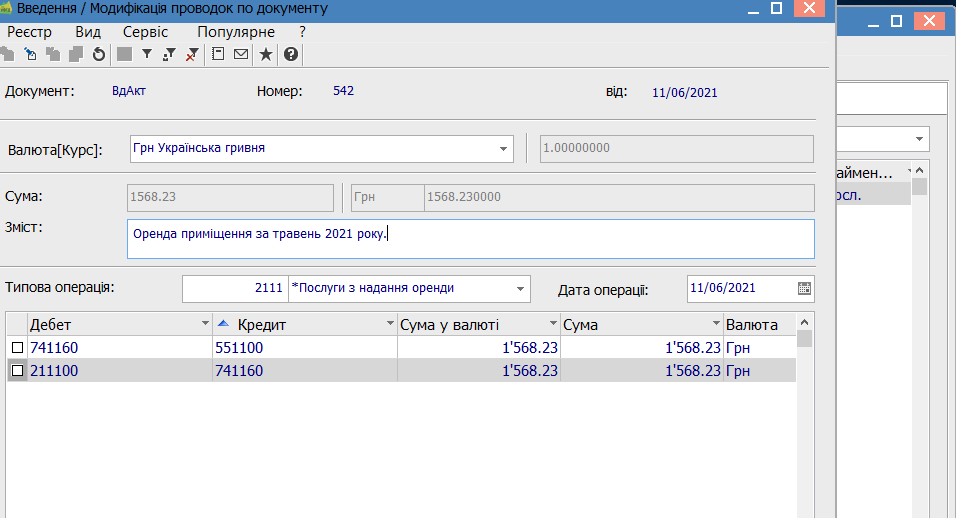 Введення / Модифікація проводок по документу
Реєстр Вид Сервіс Популярне ?
Документ: ВдАкт Номер: 542 від: 11/06/2021
Валюта[Курс]: Грн Українська гривня 1.00000000
Сума: 1568.23 Грн 1568.230000
Зміст: Оренда приміщення за травень 2021 року.
Типова операція: 2111 *Послуги з надання оренди Дата операції: 11/06/2021
Дебет Кредит Сума у валюті Сума Валюта
741160 551100 1'568.23 1'568.23 Грн
211100 741160 1'568.23 1'568.23 Грн
аймен...
осл.